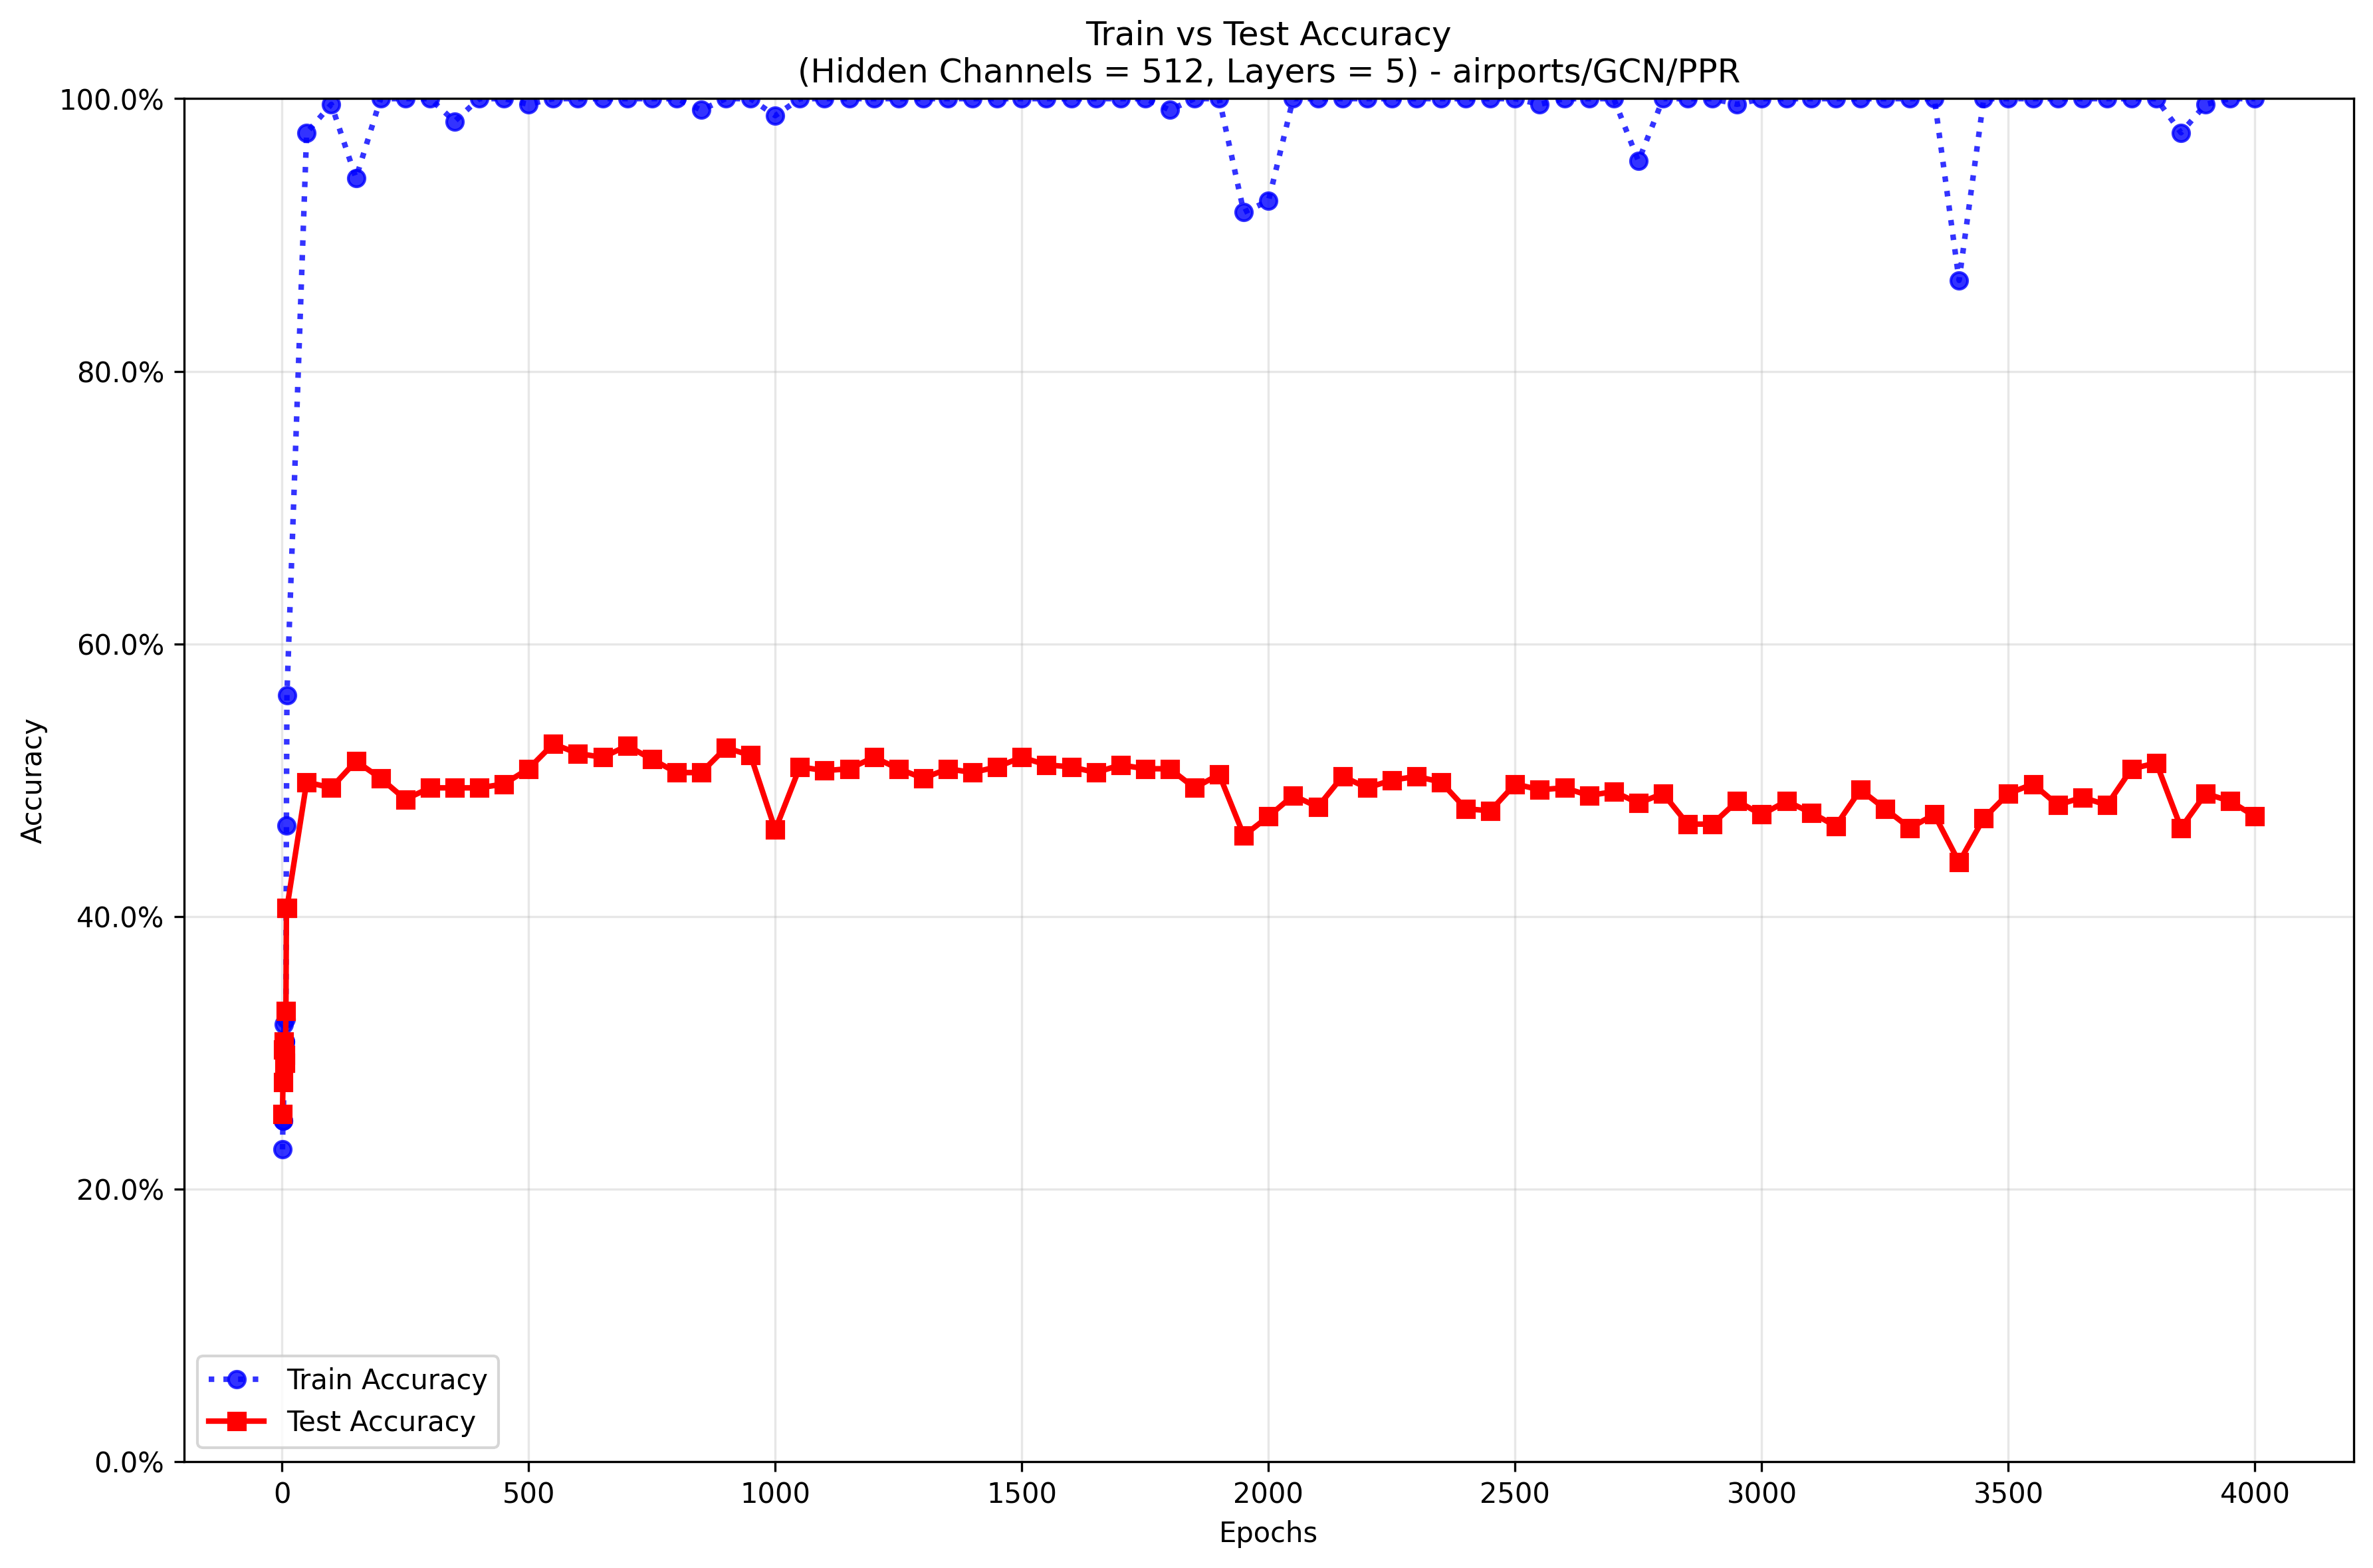 Train vs Test Accuracy
(Hidden Channels = 512, Layers = 5) - airports/GCN/PPR
100.0%
80.0%
60.0%
40.0%
20.0%
0.0%
Accuracy
Train Accuracy
Test Accuracy
0 500 1000 1500 2000 2500 3000 3500 4000
Epochs